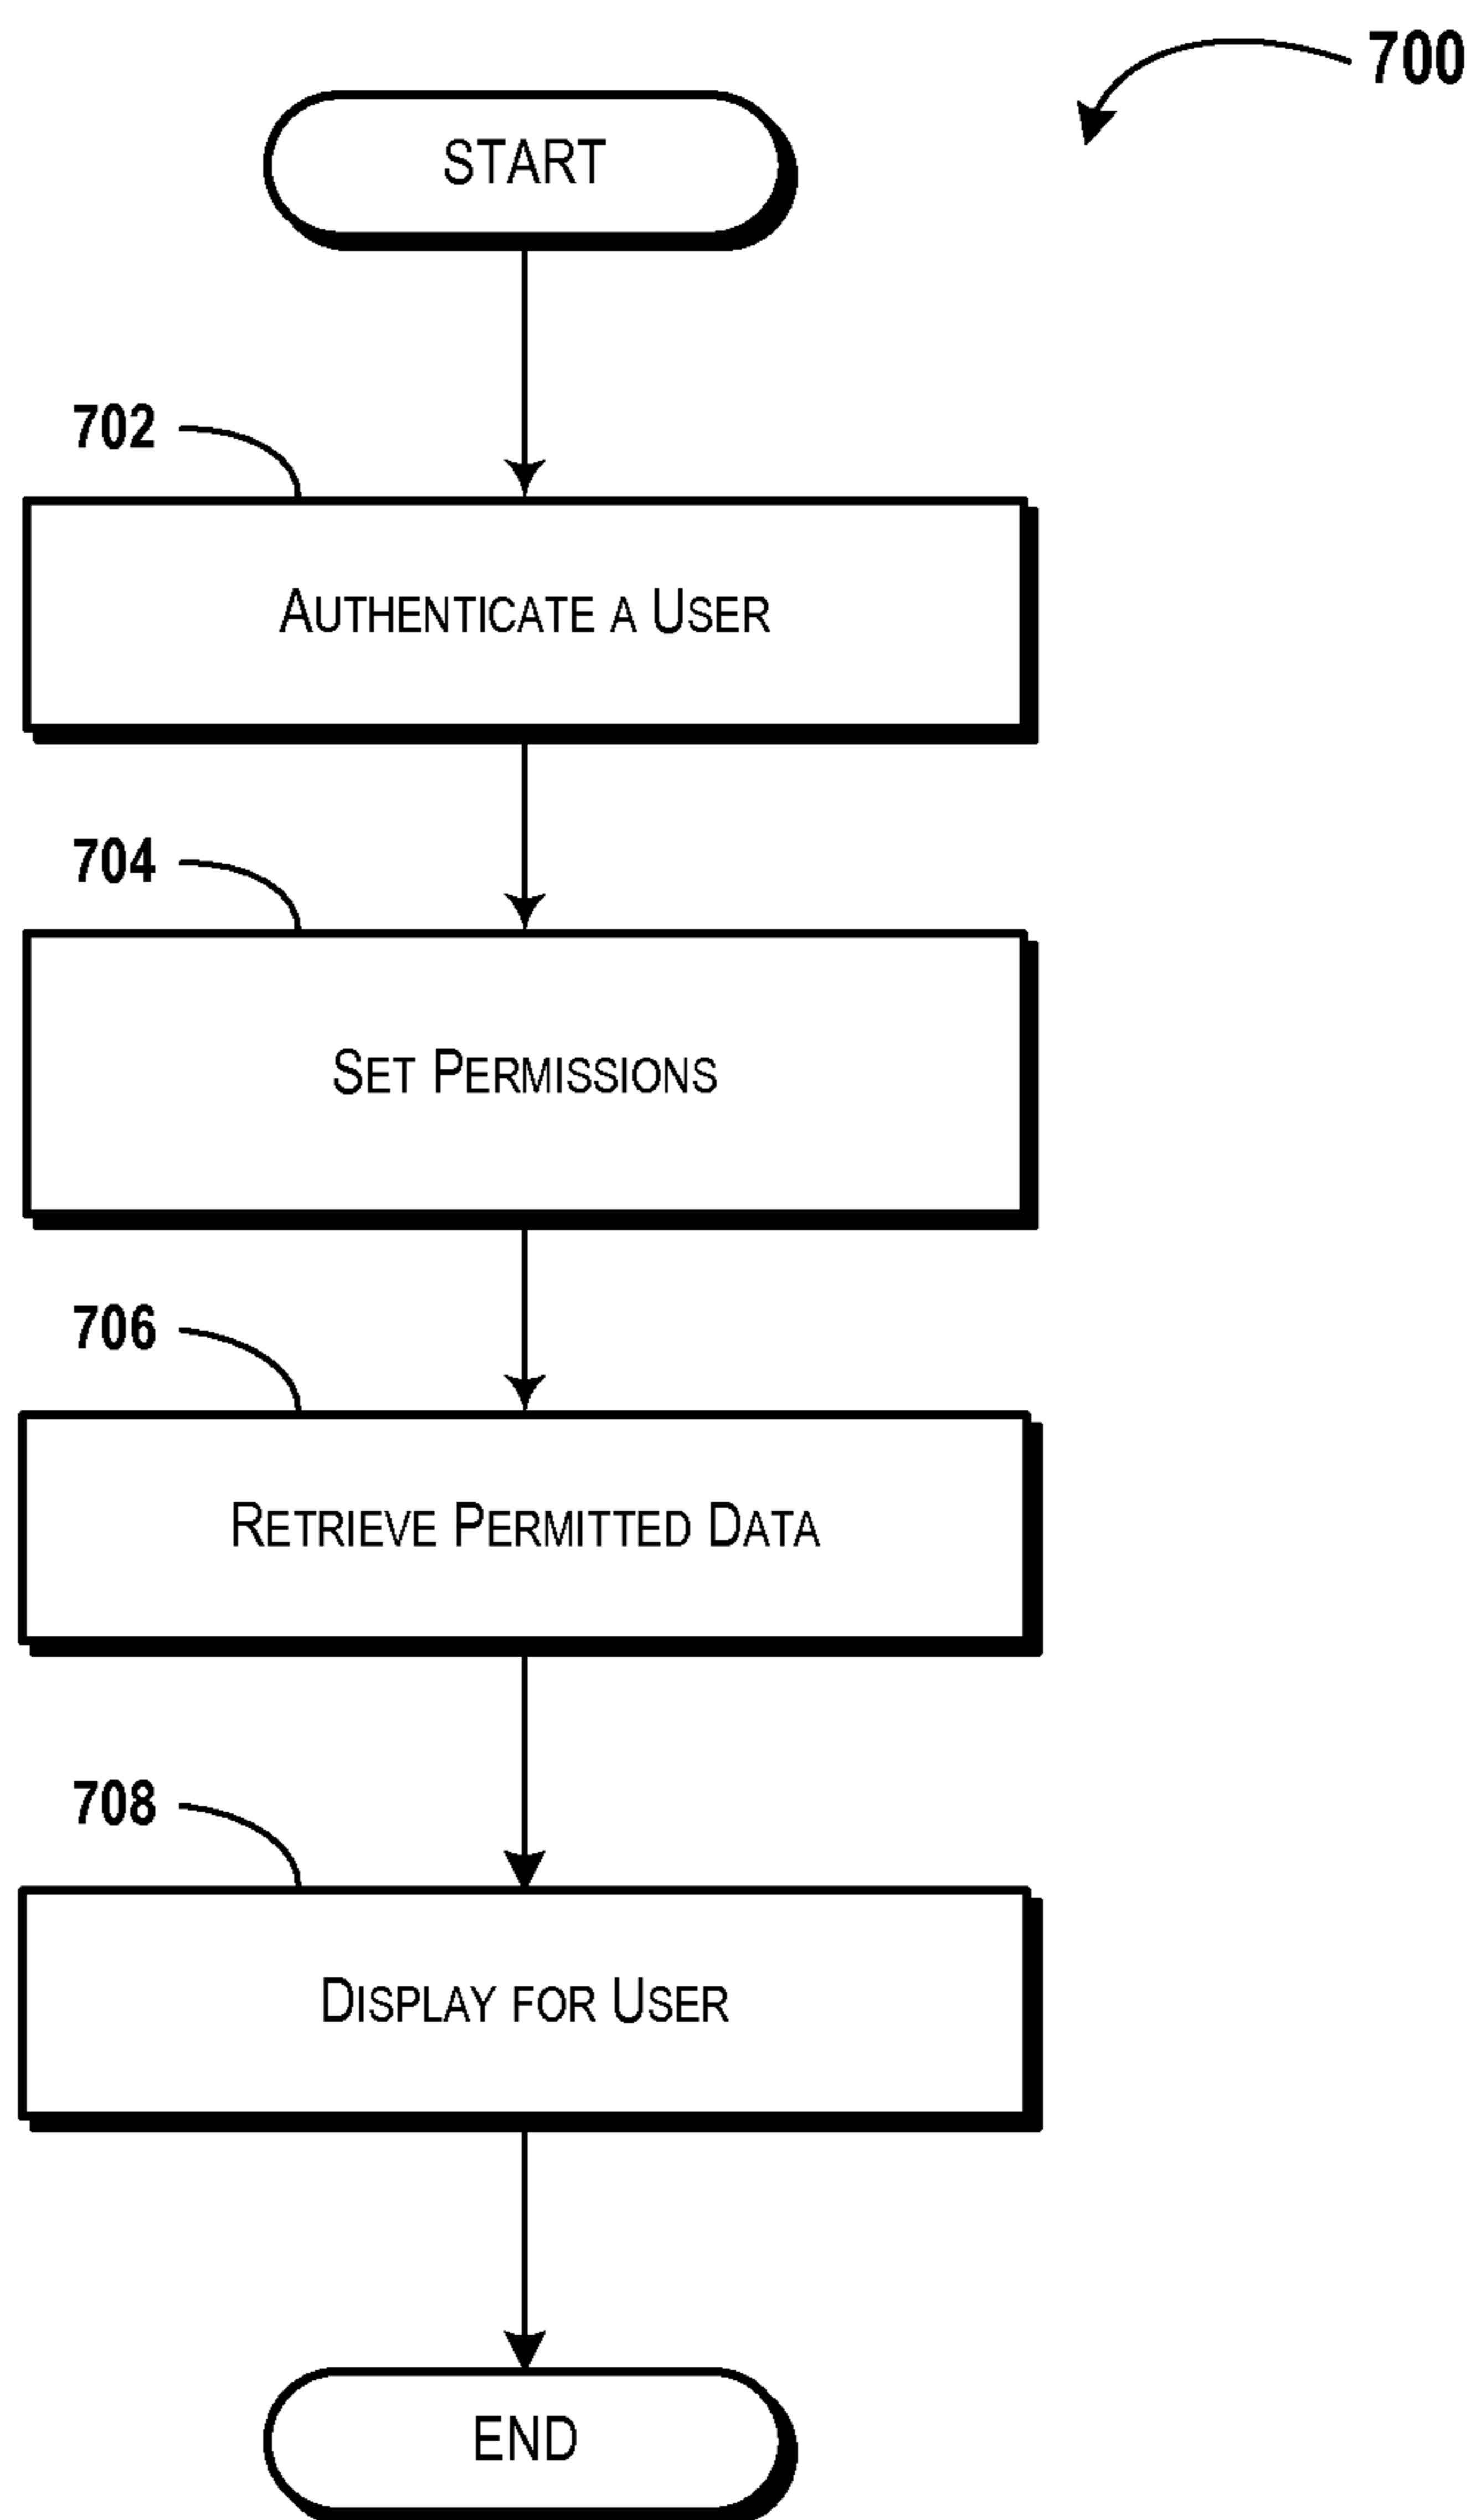 700
START
702
AUTHENTICATE A USER
704
SET PERMISSIONS
706
RETRIEVE PERMITTED DATA
708
DISPLAY FOR USER
END